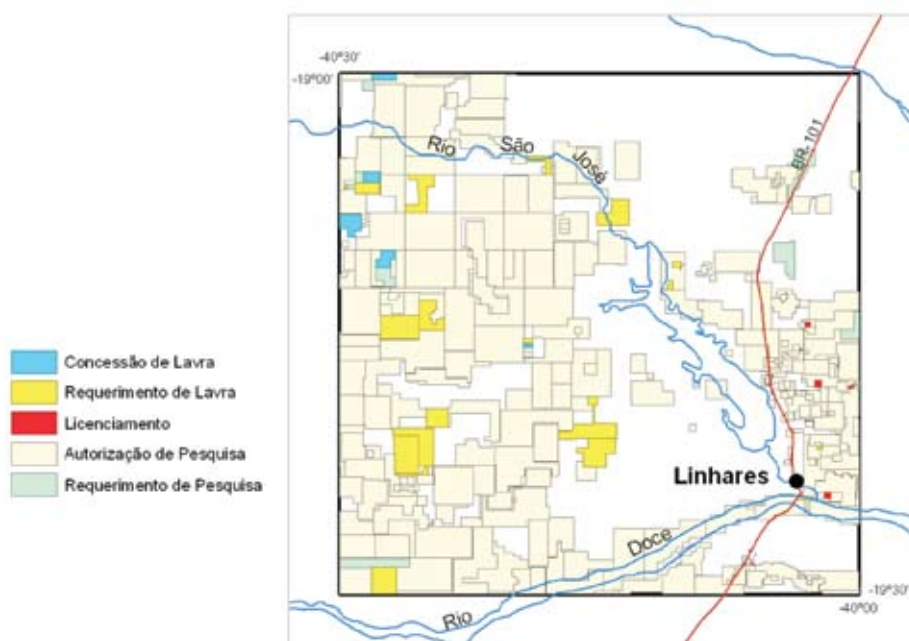 -40°30'
-19°00'
Rio São José
BR-101
Concessão de Lavra
Requerimento de Lavra
Licenciamento
Autorização de Pesquisa
Requerimento de Pesquisa
Linhares
Rio Doce
-19°30'
-40°00'